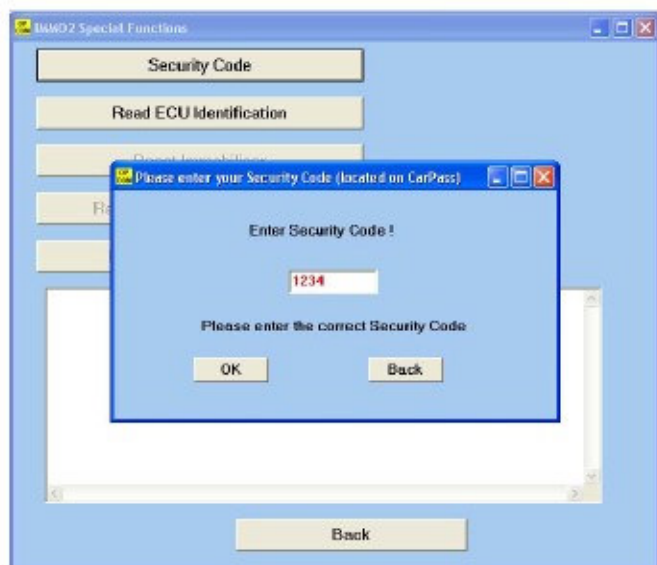 IMMO2 Special Functions
Security Code
Read ECU Identification
Please enter your Security Code (located on CarPass)
Enter Security Code !
1234
Please enter the correct Security Code
OK Back
Back